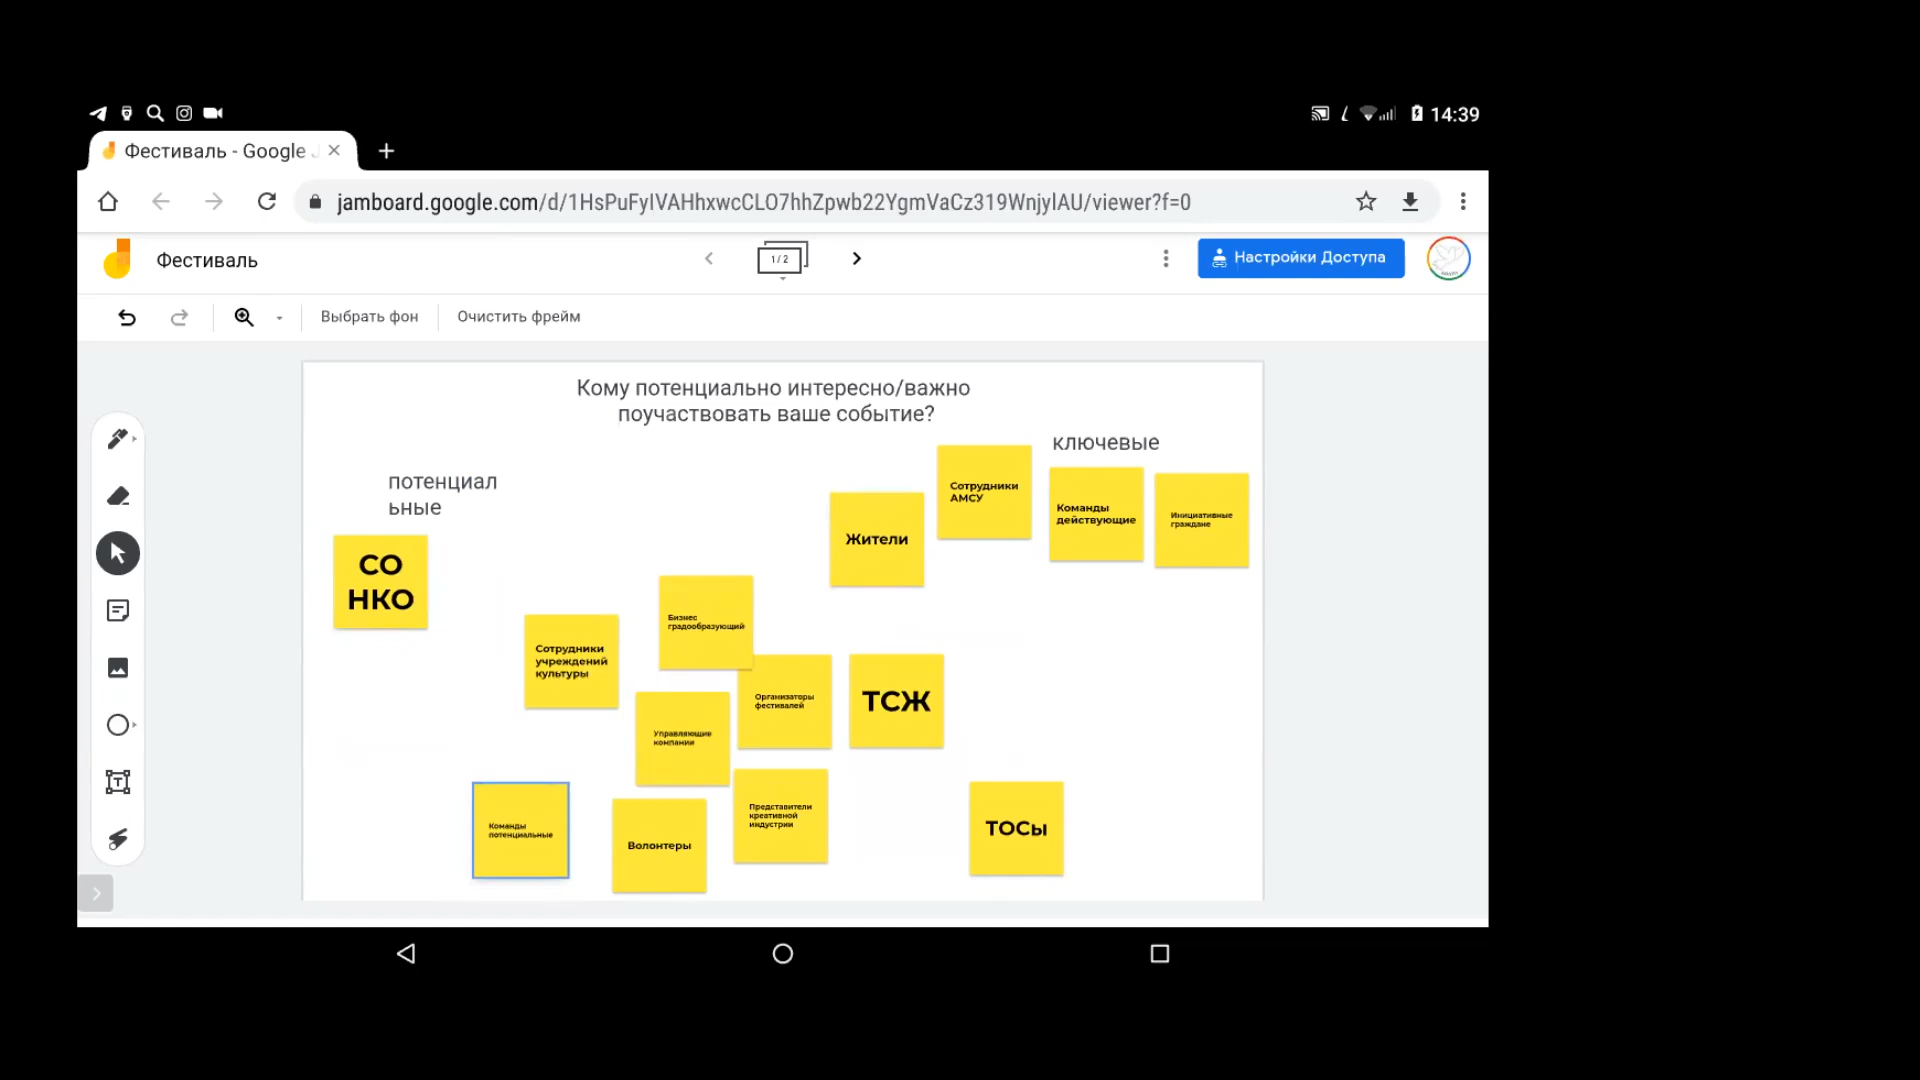 14:39
Фестиваль - Google J
jamboard.google.com/d/1HsPuFyIVAHhxwcCLO7hhZpwb22YgmVaCz319WnjylAU/viewer?f=0
Фестиваль
1/2
Настройки Доступа
Выбрать фон
Очистить фрейм
Кому потенциально интересно/важно
поучаствовать ваше событие?
ключевые
потенциал
ьные
Сотрудники
АМСУ
Команды
действующие
Инициативные
граждане
Жители
СО
НКО
Бизнес
градообразующий
Сотрудники
учреждений
культуры
Организаторы
фестивалей
ТСЖ
Управляющие
компании
Команды
потенциальные
Волонтеры
Представители
креативной
индустрии
ТОСы